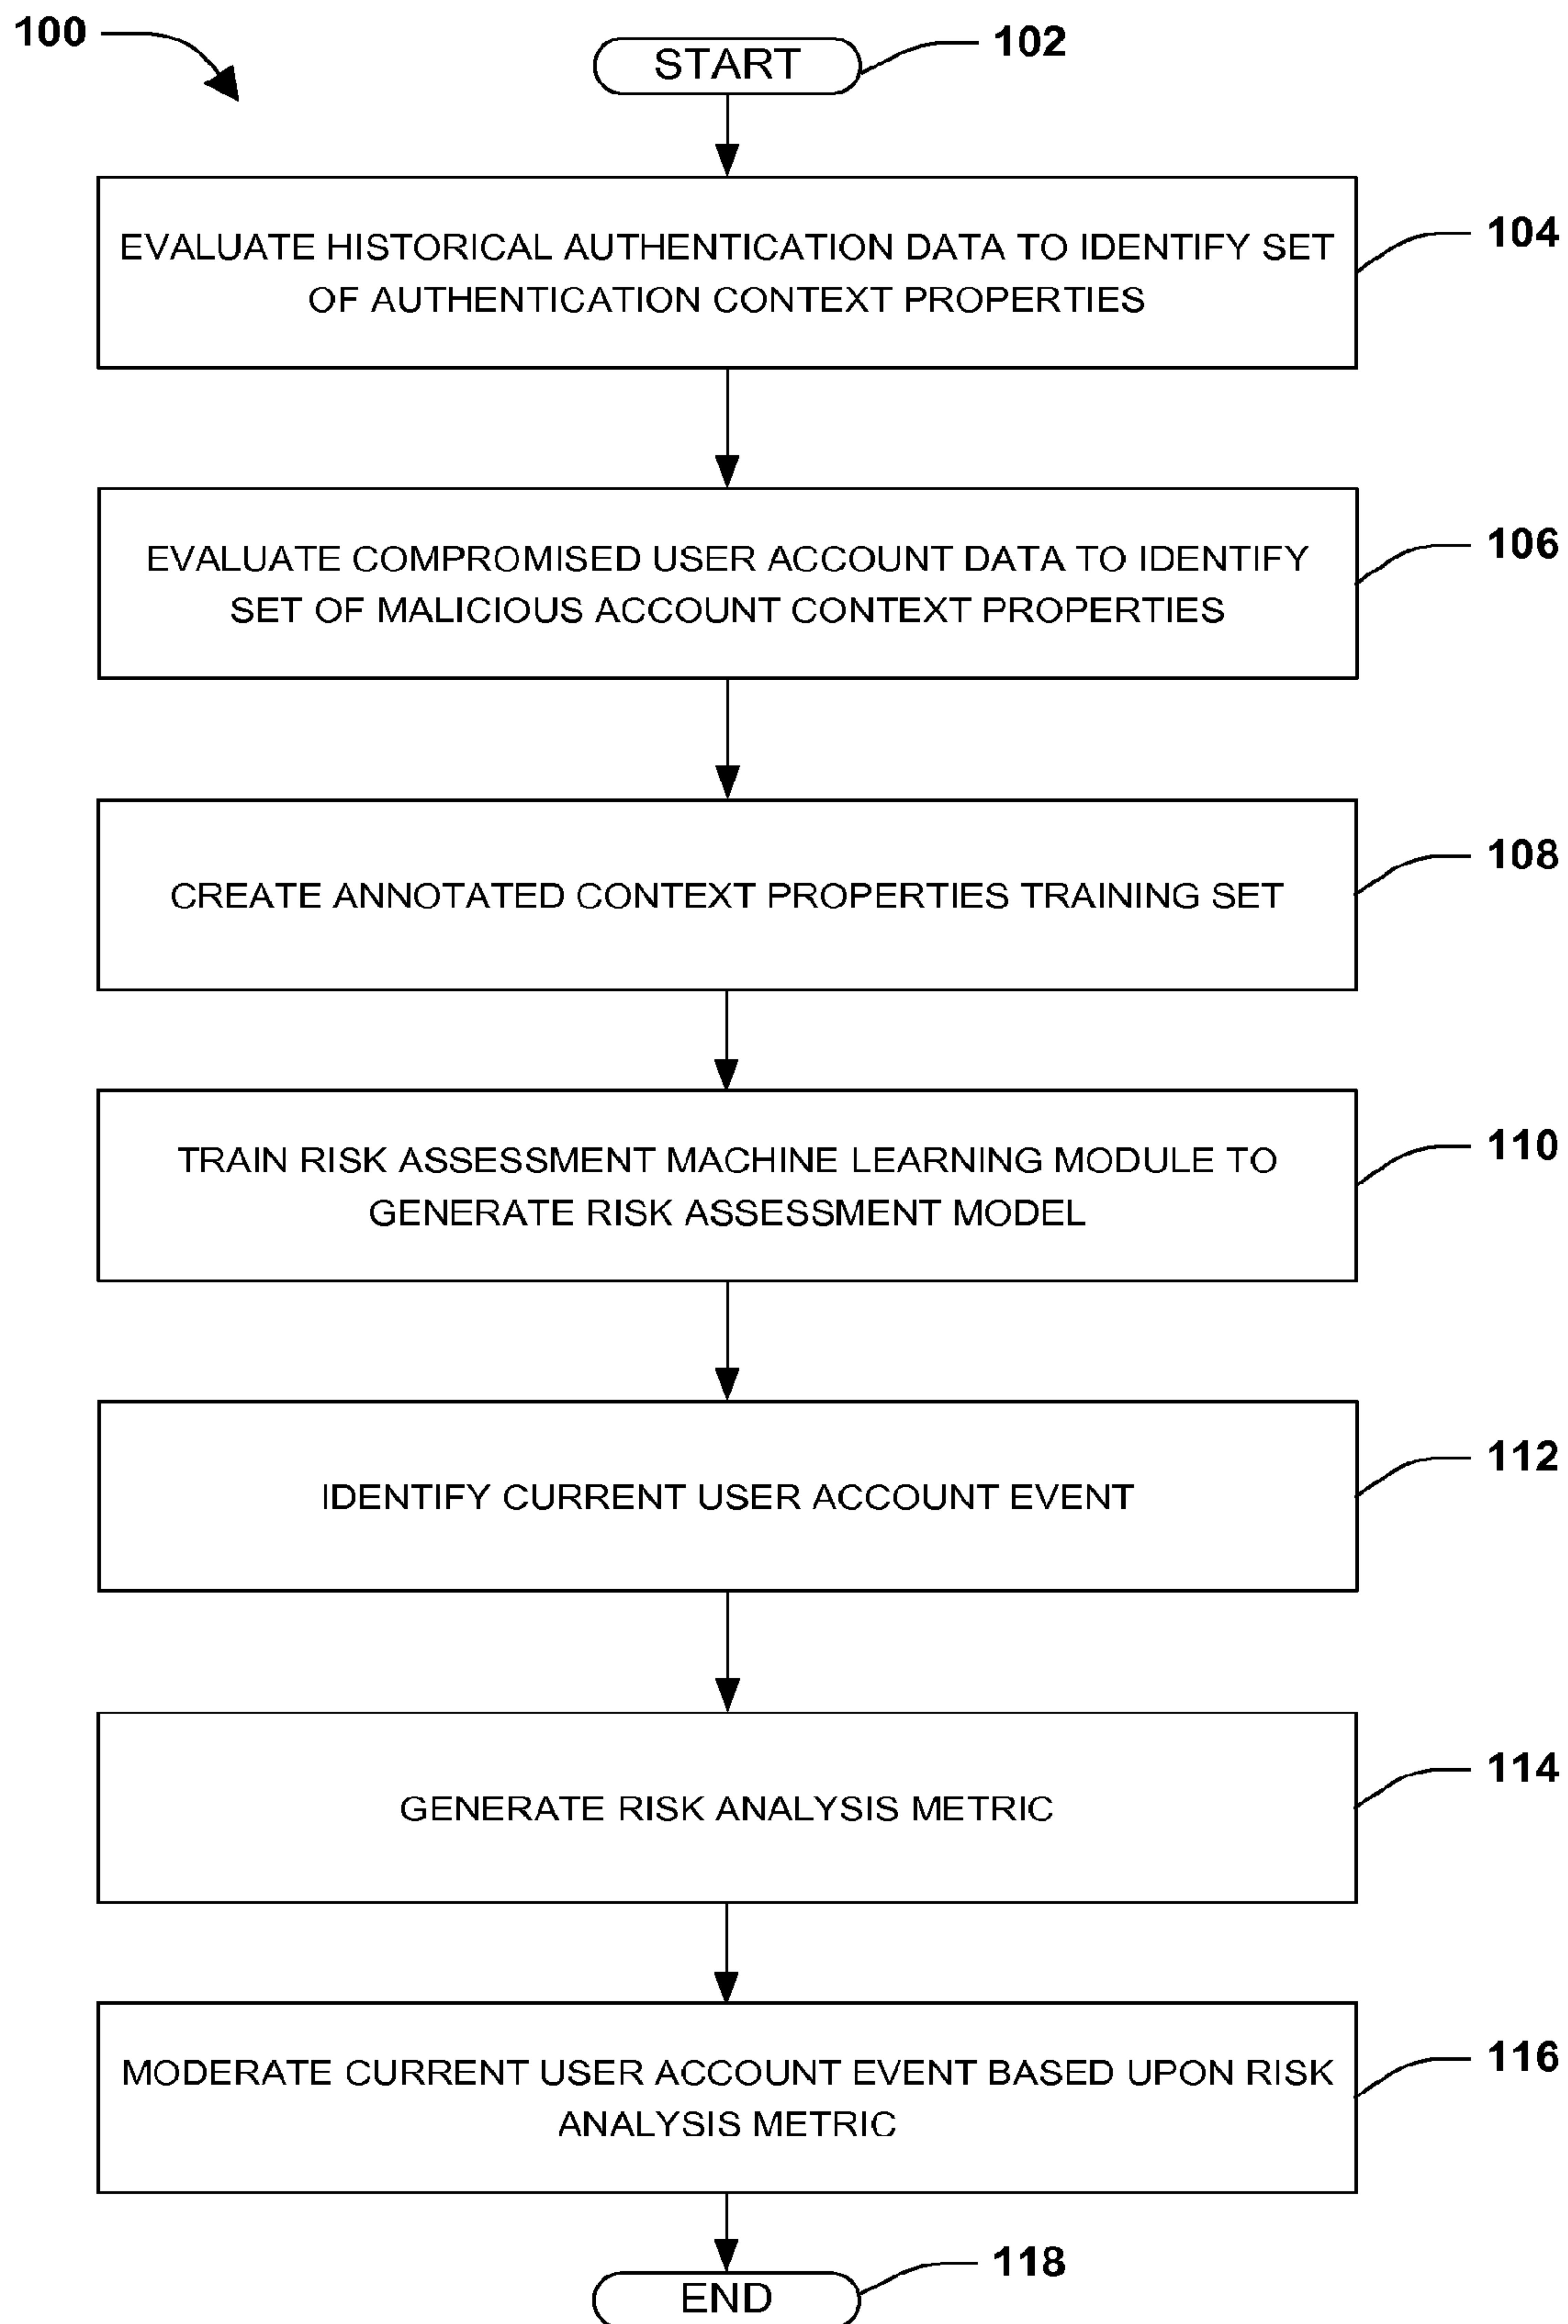 100
START
102
EVALUATE HISTORICAL AUTHENTICATION DATA TO IDENTIFY SET
OF AUTHENTICATION CONTEXT PROPERTIES
104
EVALUATE COMPROMISED USER ACCOUNT DATA TO IDENTIFY
SET OF MALICIOUS ACCOUNT CONTEXT PROPERTIES
106
CREATE ANNOTATED CONTEXT PROPERTIES TRAINING SET
108
TRAIN RISK ASSESSMENT MACHINE LEARNING MODULE TO
GENERATE RISK ASSESSMENT MODEL
110
IDENTIFY CURRENT USER ACCOUNT EVENT
112
GENERATE RISK ANALYSIS METRIC
114
MODERATE CURRENT USER ACCOUNT EVENT BASED UPON RISK
ANALYSIS METRIC
116
END
118